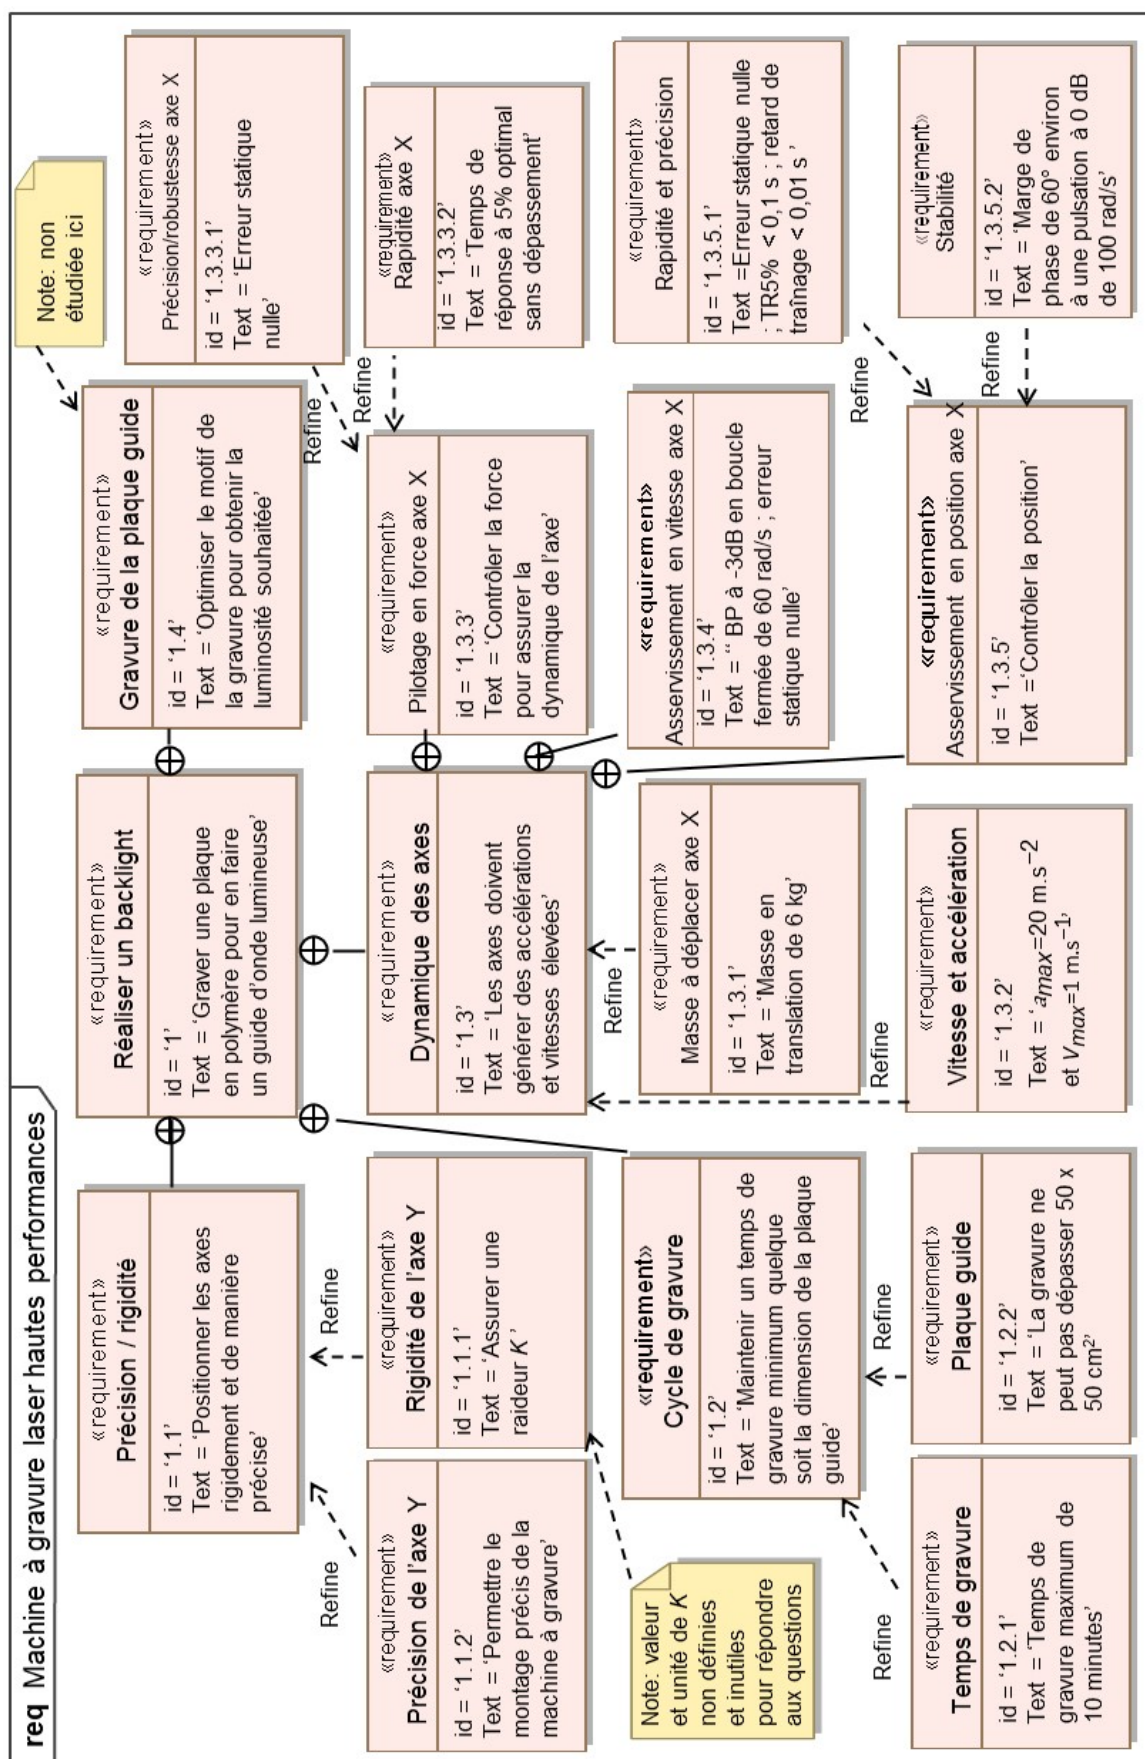 req Machine à gravure laser hautes performances
«requirement»
Précision / rigidité
id = ‘1.1’
Text = ‘Positionner les axes
rigidement et de manière
précise’
«requirement»
Réaliser un backlight
id = ‘1’
Text = ‘Graver une plaque
en polymère pour en faire
un guide d’onde lumineuse’
«requirement»
Gravure de la plaque guide
id = ‘1.4’
Text = ‘Optimiser le motif de
la gravure pour obtenir la
luminosité souhaitée’
Note: non
étudiée ici
«requirement»
Précision/robustesse axe X
id = ‘1.3.3.1’
Text = ‘Erreur statique
nulle’
Refine
Refine
Refine
Refine
«requirement»
Précision de l’axe Y
id = ‘1.1.2’
Text = ‘Permettre le
montage précis de la
machine à gravure’
«requirement»
Rigidité de l’axe Y
id = ‘1.1.1’
Text = ‘Assurer une
raideur K ’
«requirement»
Dynamique des axes
id = ‘1.3’
Text = ‘Les axes doivent
générer des accélérations
et vitesses élevées’
«requirement»
Pilotage en force axe X
id = ‘1.3.3’
Text = ‘Contrôler la force
pour assurer la
dynamique de l’axe’
«requirement»
Rapidité axe X
id = ‘1.3.3.2’
Text = ‘Temps de
réponse à 5% optimal
sans dépassement’
Note: valeur
et unité de K
non définies
et inutiles
pour répondre
aux questions
«requirement»
Cycle de gravure
id = ‘1.2’
Text = ‘Maintenir un temps de
gravure minimum quelque
soit la dimension de la plaque
guide’
Refine
«requirement»
Masse à déplacer axe X
id = ‘1.3.1’
Text = ‘Masse en
translation de 6 kg’
«requirement»
Asservissement en vitesse axe X
id = ‘1.3.4’
Text = ‘‘ BP à -3dB en boucle
fermée de 60 rad/s ; erreur
statique nulle’
«requirement»
Rapidité et précision
id = ‘1.3.5.1’
Text =‘Erreur statique nulle
; TR5% < 0,1 s ; retard de
traînage < 0,01 s ’
Refine
Refine
Refine
Refine
Refine
«requirement»
Temps de gravure
id = ‘1.2.1’
Text = ‘Temps de
gravure maximum de
10 minutes’
«requirement»
Plaque guide
id = ‘1.2.2’
Text = ‘La gravure ne
peut pas dépasser 50 x
50 cm²’
«requirement»
Vitesse et accélération
id = ‘1.3.2’
Text = ‘amax=20 m.s−2
et Vmax=1 m.s−1’
«requirement»
Asservissement en position axe X
id = ‘1.3.5’
Text =‘Contrôler la position’
«requirement»
Stabilité
id = ‘1.3.5.2’
Text = ‘Marge de
phase de 60° environ
à une pulsation à 0 dB
de 100 rad/s’